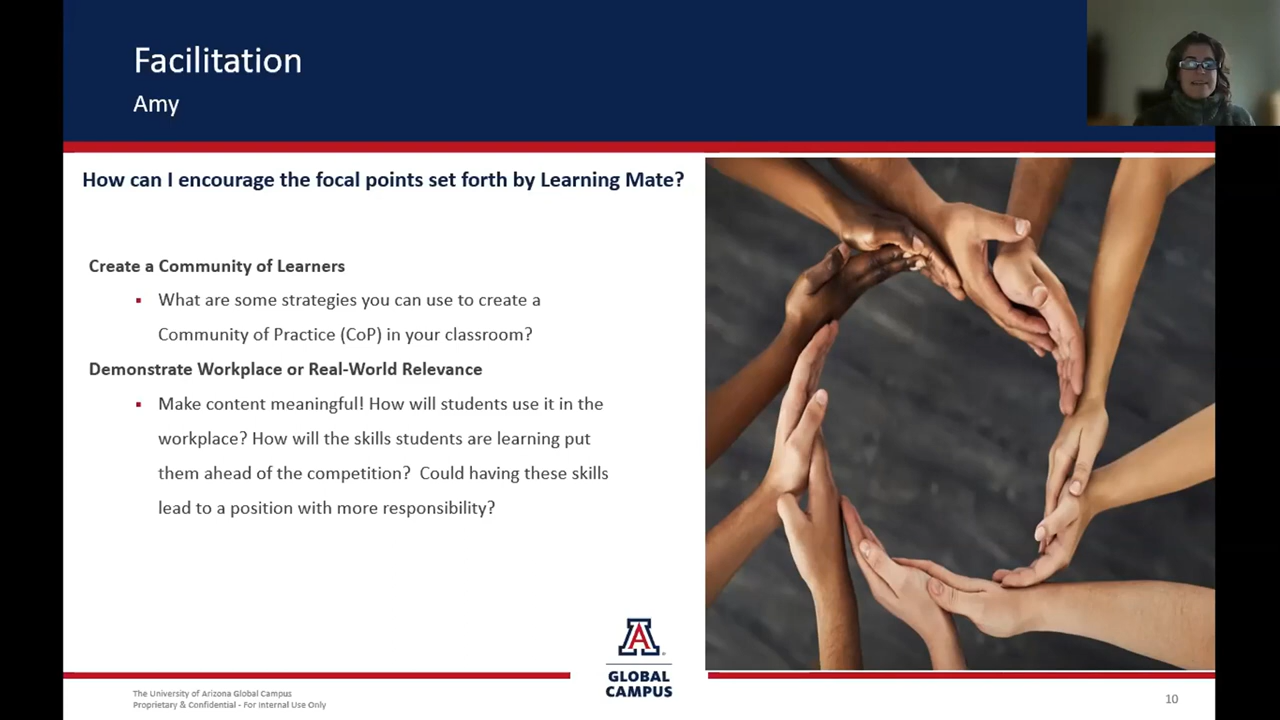 Facilitation
Amy
How can I encourage the focal points set forth by Learning Mate?
Create a Community of Learners
▪ What are some strategies you can use to create a
Community of Practice (CoP) in your classroom?
Demonstrate Workplace or Real-World Relevance
▪ Make content meaningful! How will students use it in the
workplace? How will the skills students are learning put
them ahead of the competition?  Could having these skills
lead to a position with more responsibility?
A
GLOBAL
CAMPUS
The University of Arizona Global Campus
Proprietary & Confidential - For Internal Use Only
10